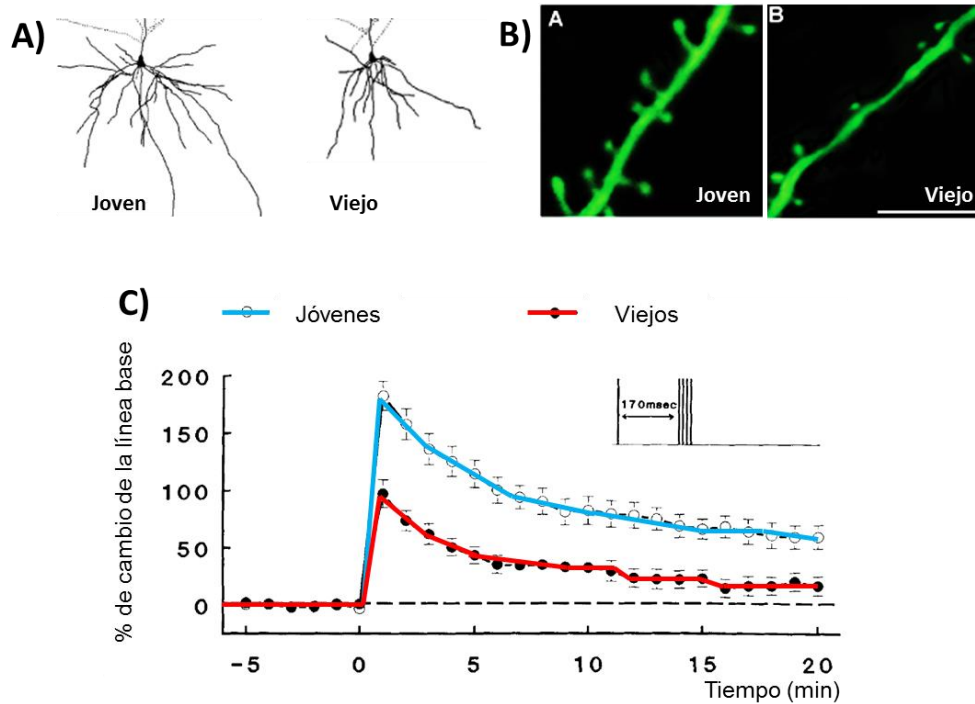 A)
Joven
Viejo
B)
A
Joven
B
Viejo
C)
Jóvenes
Viejos
% de cambio de la línea base
200
150
100
50
0
170msec
-5
0
5
10
15
20
Tiempo (min)